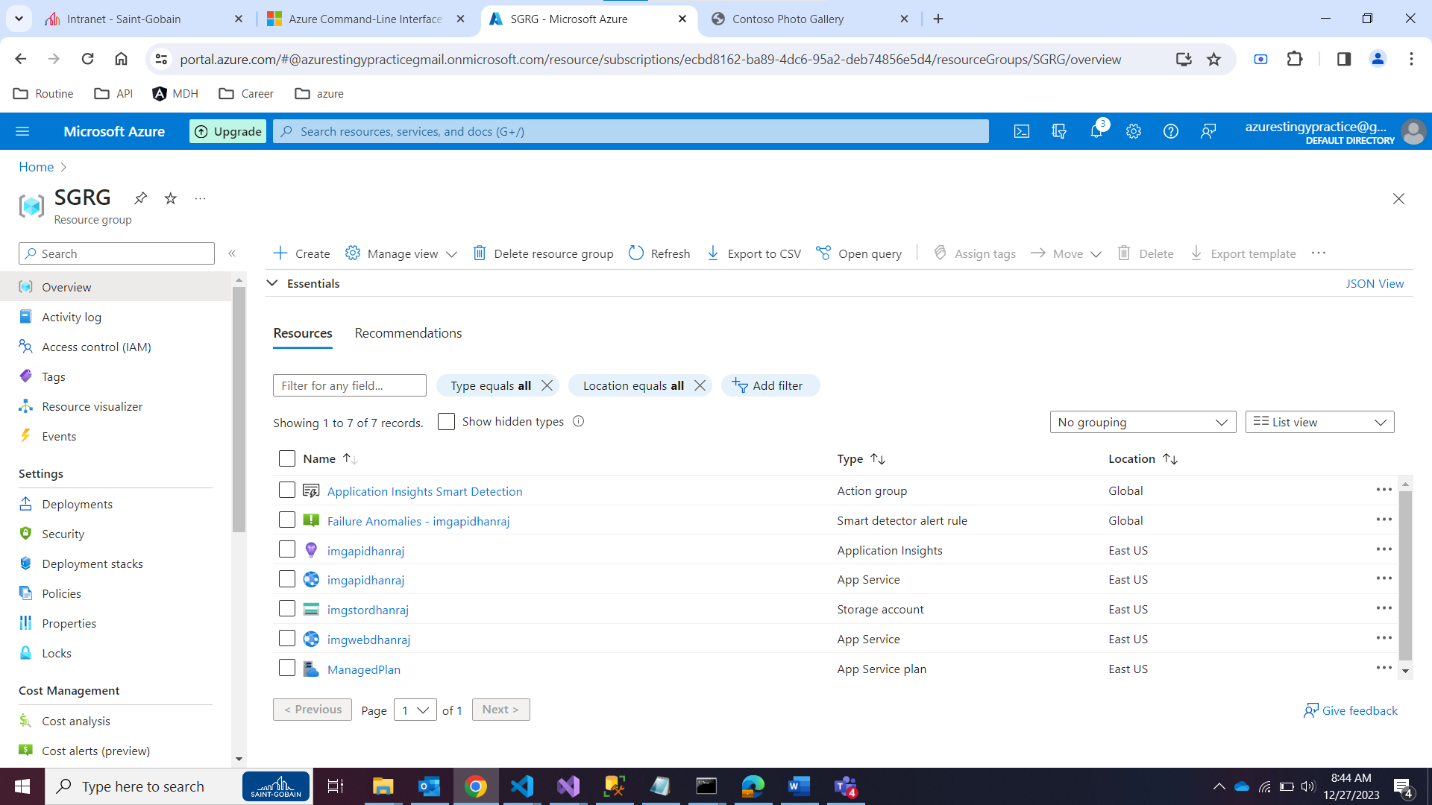 Intranet - Saint-Gobain
Azure Command-Line Interface
SGRG - Microsoft Azure
Contoso Photo Gallery
portal.azure.com/#@azurestingypracticegmail.onmicrosoft.com/resource/subscriptions/ecbd8162-ba89-4dc6-95a2-deb74856e5d4/resourceGroups/SGRG/overview
Routine API MDH Career azure
Microsoft Azure Upgrade Search resources, services, and docs (G+/) 3 azurestingypractice@g...
DEFAULT DIRECTORY
Home
SGRG
Resource group
Search
Overview
Activity log
Access control (IAM)
Tags
Resource visualizer
Events
Settings
Deployments
Security
Deployment stacks
Policies
Properties
Locks
Cost Management
Cost analysis
Cost alerts (preview)
Create Manage view Delete resource group Refresh Export to CSV Open query Assign tags Move Delete Export template
Essentials JSON View
Resources Recommendations
Filter for any field... Type equals all Location equals all Add filter
Showing 1 to 7 of 7 records. Show hidden types No grouping List view
Name Type Location
Application Insights Smart Detection Action group Global
Failure Anomalies - imgapidhanraj Smart detector alert rule Global
imgapidhanraj Application Insights East US
imgapidhanraj App Service East US
imgstordhanraj Storage account East US
imgwebdhanraj App Service East US
ManagedPlan App Service plan East US
< Previous Page 1 of 1 Next > Give feedback
Type here to search SAINT-GOBAIN 4 8:44 AM
12/27/2023 4